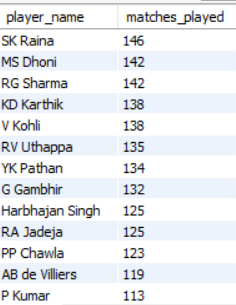 player_name matches_played
SK Raina 146
MS Dhoni 142
RG Sharma 142
KD Karthik 138
V Kohli 138
RV Uthappa 135
YK Pathan 134
G Gambhir 132
Harbhajan Singh 125
RA Jadeja 125
PP Chawla 123
AB de Villiers 119
P Kumar 113